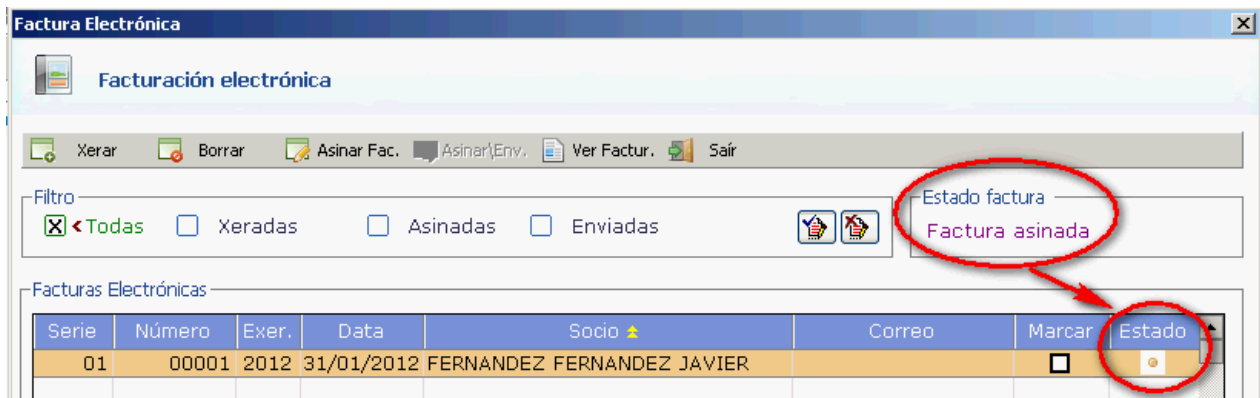 Factura Electrónica
Facturación electrónica
Xerar Borrar Asinar Fac. Asinar\Env. Ver Factur. Saír
Filtro Estado factura
< Todas Xeradas Asinadas Enviadas Factura asinada
Facturas Electrónicas
Serie Número Exer. Data Socio Correo Marcar Estado
01 00001 2012 31/01/2012 FERNANDEZ FERNANDEZ JAVIER